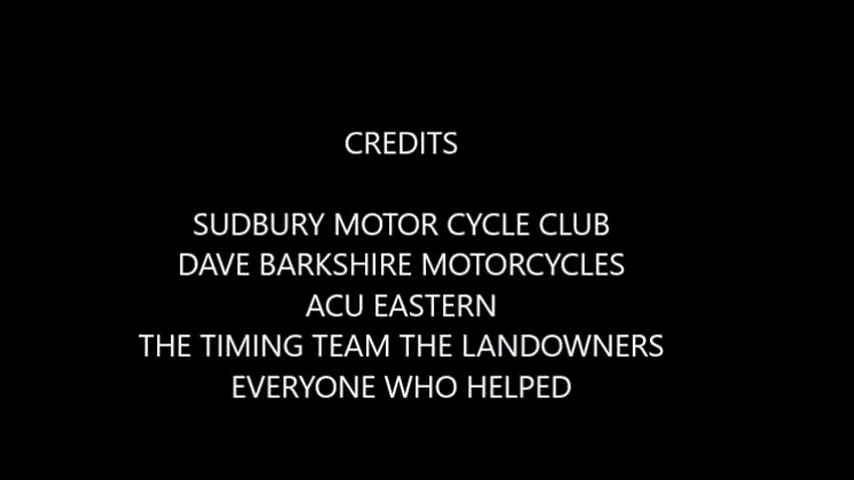 CREDITS
SUDBURY MOTOR CYCLE CLUB
DAVE BARKSHIRE MOTORCYCLES
ACU EASTERN
THE TIMING TEAM THE LANDOWNERS
EVERYONE WHO HELPED